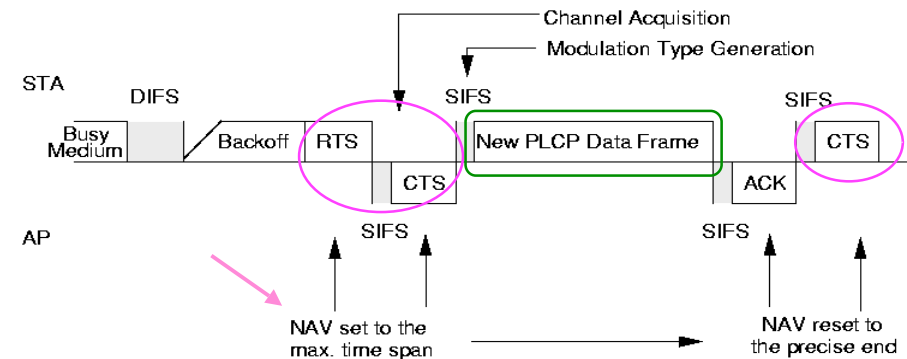 Channel Acquisition
Modulation Type Generation
STA
DIFS
SIFS
SIFS
Busy
Medium
Backoff
RTS
New PLCP Data Frame
CTS
CTS
ACK
SIFS
SIFS
AP
NAV set to the
max. time span
NAV reset to
the precise end